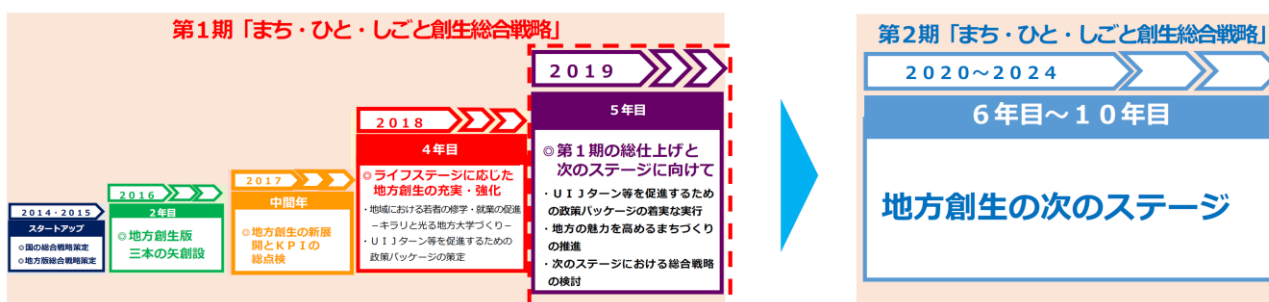 第1期「まち・ひと・しごと創生総合戦略」
2014・2015
スタートアップ
◎国の総合戦略策定
◎地方版総合戦略策定
2016
2年目
◎地方創生版
三本の矢創設
2017
中間年
◎地方創生の新展
開とKPIの
総点検
2018
4年目
◎ライフステージに応じた
地方創生の充実・強化
・地域における若者の修学・就業の促進
－キラリと光る地方大学づくり－
・UIJターン等を促進するための
政策パッケージの策定
2019
5年目
◎第1期の総仕上げと
次のステージに向けて
・UIJターン等を促進するため
の政策パッケージの着実な実行
・地方の魅力を高めるまちづくり
の推進
・次のステージにおける総合戦略
の検討
第2期「まち・ひと・しごと創生総合戦略」
2020～2024
6年目～10年目
地方創生の次のステージ